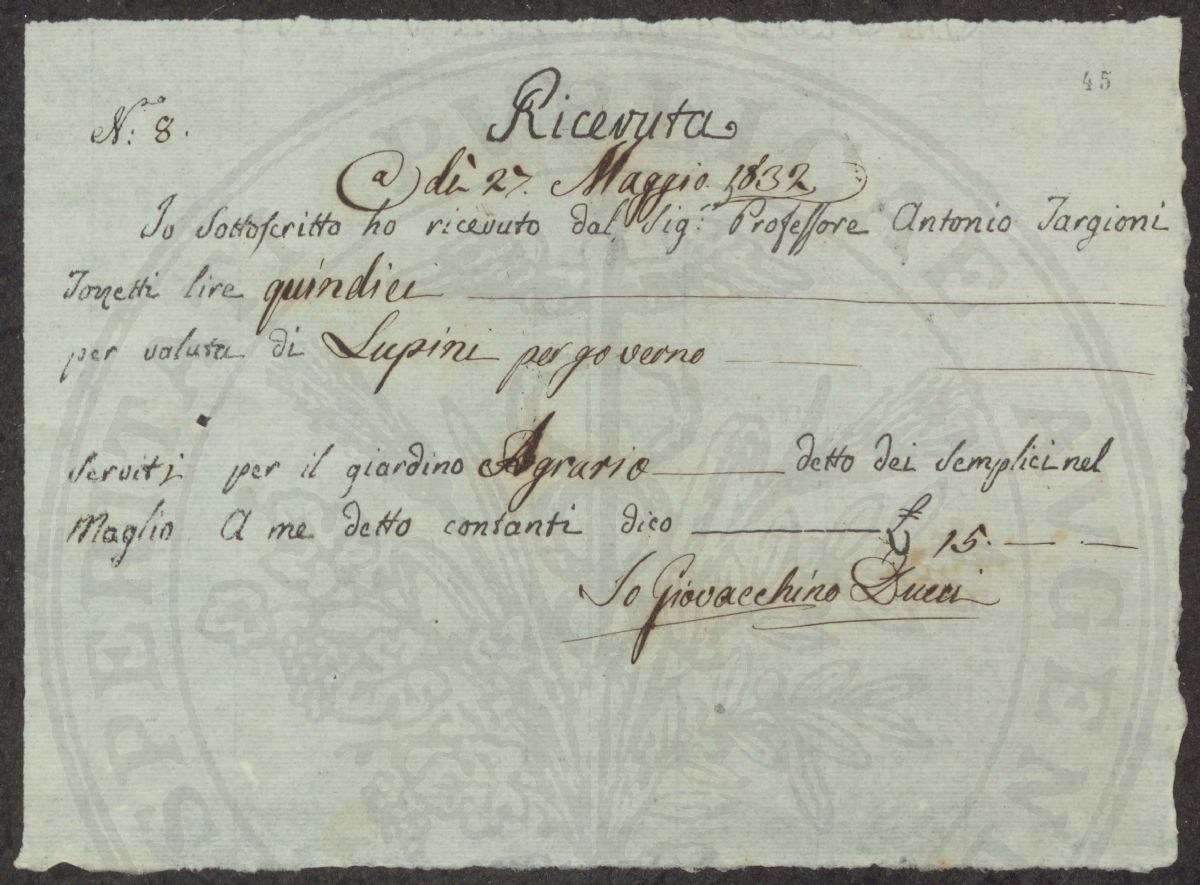 45
N.º 8.
Ricevuta
a dì 27. Maggio 1832
Io Sottoscritto ho ricevuto dal Sig.r Professore Antonio Targioni
Tozzetti lire quindici
per valuta di Lupini per governo
serviti per il giardino Agrario detto dei Semplici nel
Maglio A me detto contanti dico £ 15. — —
Io Giovacchino Ducci